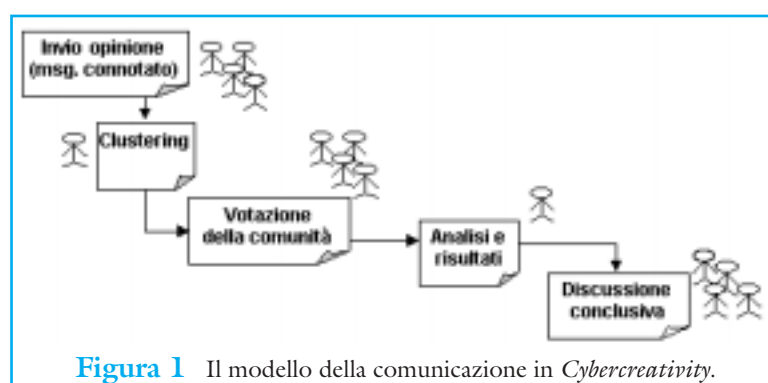 Invio opinione
(msg. connotato)
Clustering
Votazione
della comunità
Analisi e
risultati
Discussione
conclusiva
Figura 1 Il modello della comunicazione in Cybercreativity.